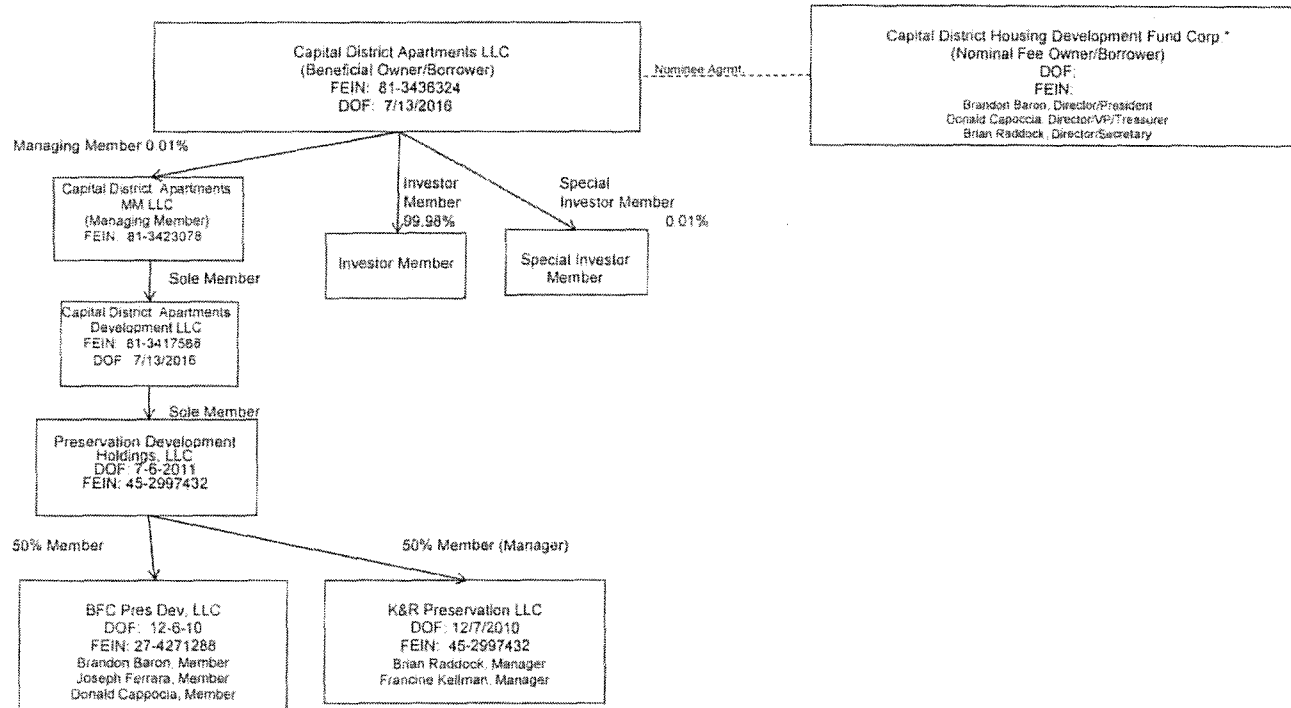 Capital District Apartments LLC
(Beneficial Owner/Borrower)
FEIN: 81-3436324
DOF: 7/13/2016
Nominee Agrmt.
Capital District Housing Development Fund Corp.*
(Nominal Fee Owner/Borrower)
DOF:
FEIN:
Brandon Baron, Director/President
Donald Capoccia, Director/VP/Treasurer
Brian Raddock, Director/Secretary
Managing Member 0.01%
Capital District Apartments
MM LLC
(Managing Member)
FEIN: 81-3423078
Investor
Member
99.98%
Investor Member
Special
Investor Member
0.01%
Special Investor
Member
Sole Member
Capital District Apartments
Development LLC
FEIN: 81-3417588
DOF 7/13/2016
Sole Member
Preservation Development
Holdings, LLC
DOF: 7-6-2011
FEIN: 45-2997432
50% Member
50% Member (Manager)
BFC Pres Dev, LLC
DOF: 12-6-10
FEIN: 27-4271288
Brandon Baron, Member
Joseph Ferrara, Member
Donald Cappocia, Member
K&R Preservation LLC
DOF: 12/7/2010
FEIN: 45-2997432
Brian Raddock, Manager
Francine Kellman, Manager